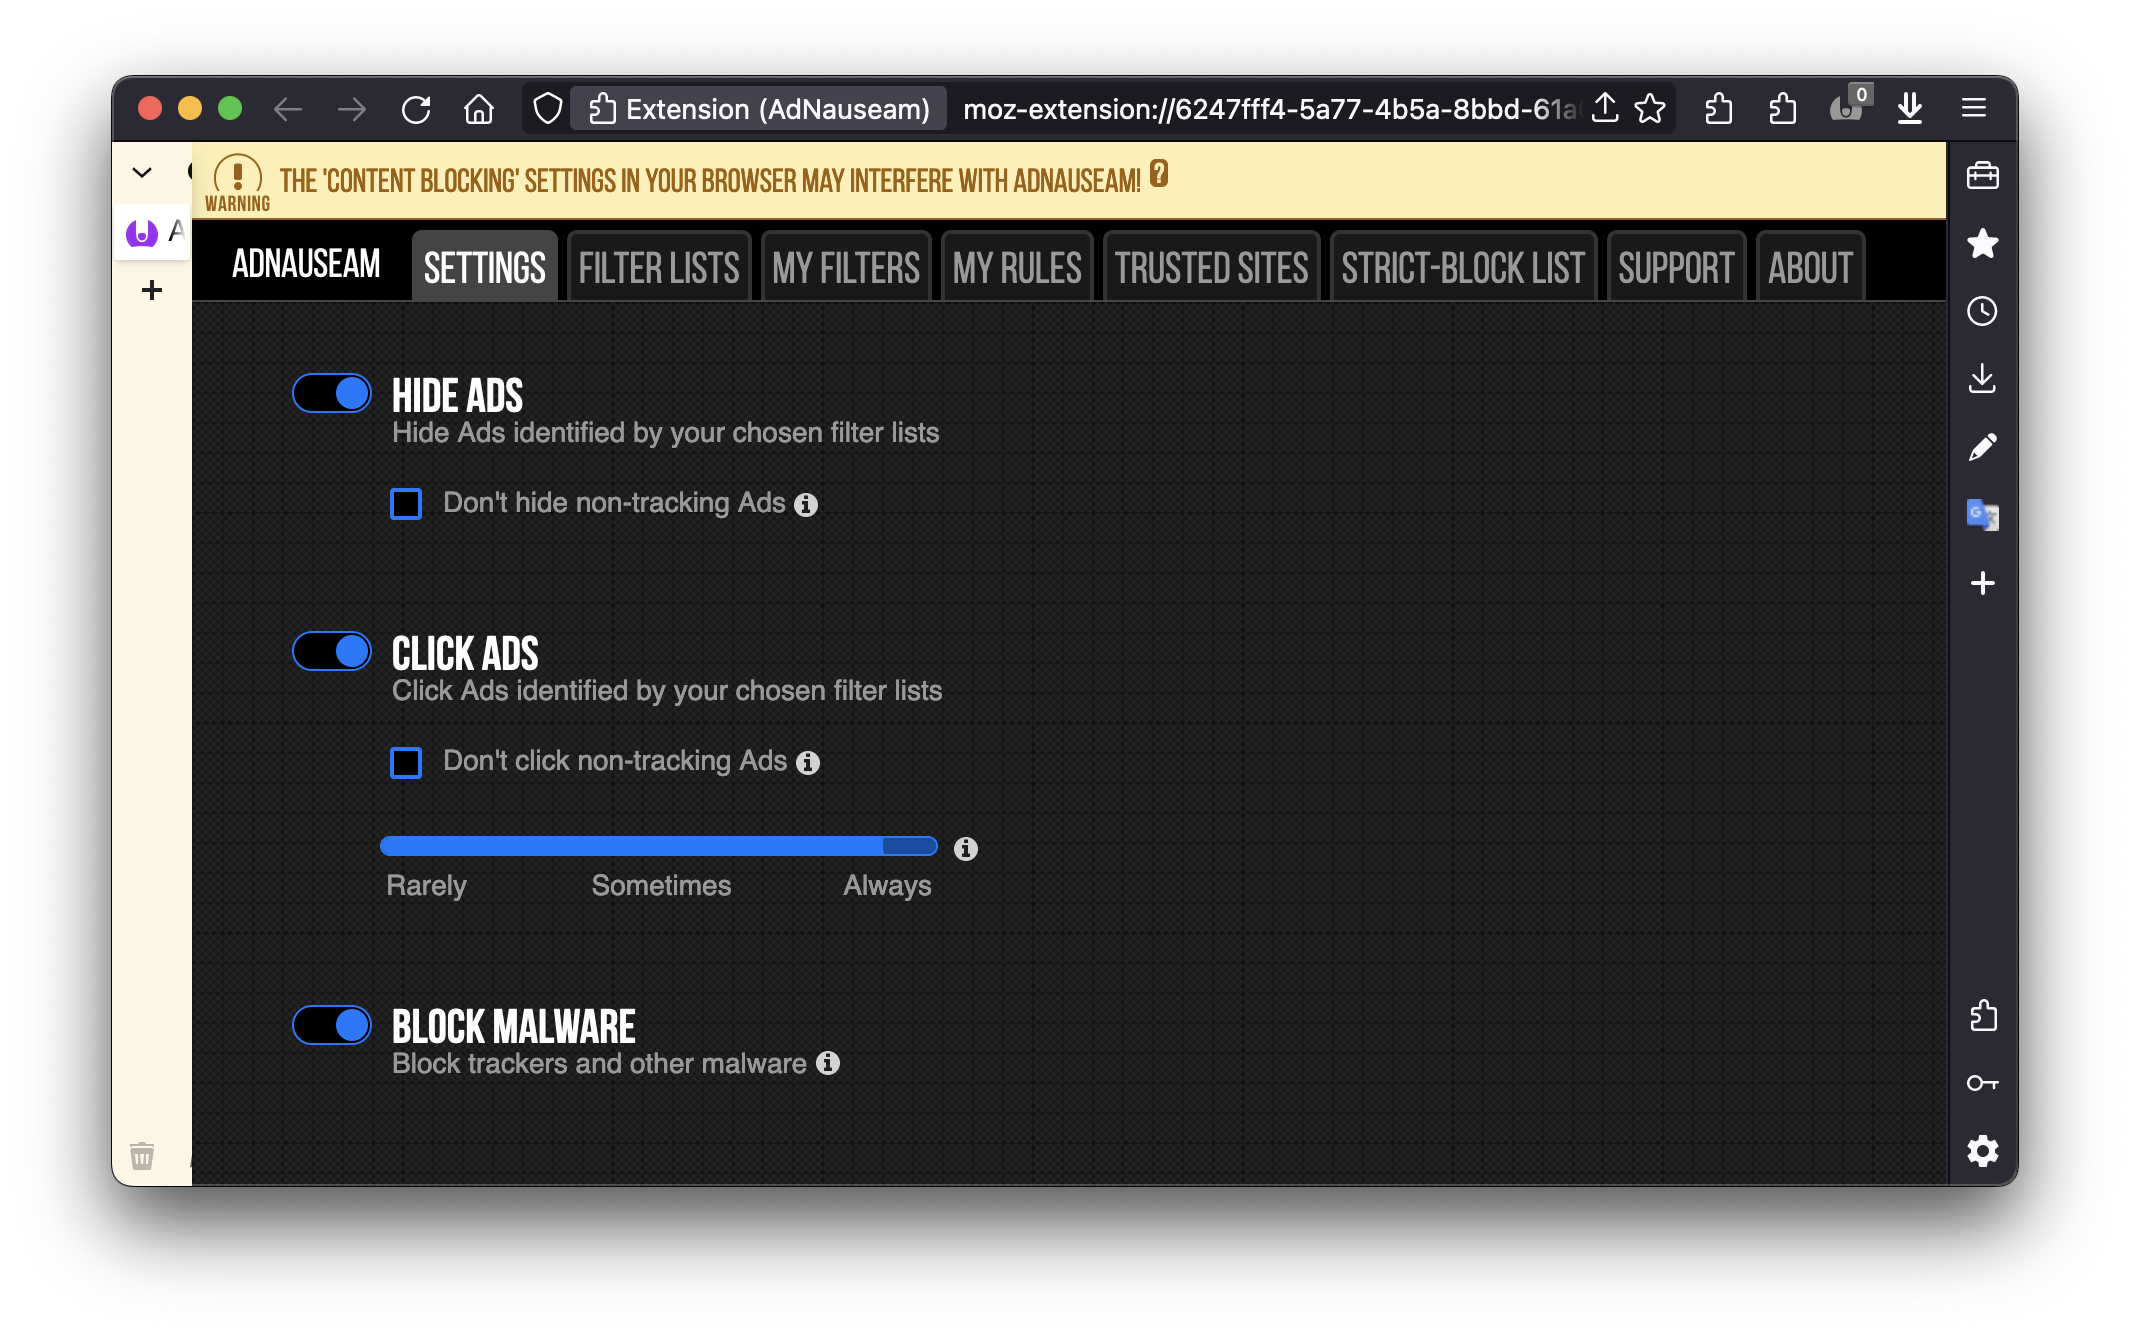 Extension (AdNauseam) moz-extension://6247fff4-5a77-4b5a-8bbd-61a
0
WARNING
THE 'CONTENT BLOCKING' SETTINGS IN YOUR BROWSER MAY INTERFERE WITH ADNAUSEAM! ?
A
ADNAUSEAM SETTINGS FILTER LISTS MY FILTERS MY RULES TRUSTED SITES STRICT-BLOCK LIST SUPPORT ABOUT
HIDE ADS
Hide Ads identified by your chosen filter lists
Don't hide non-tracking Ads
CLICK ADS
Click Ads identified by your chosen filter lists
Don't click non-tracking Ads
Rarely Sometimes Always
BLOCK MALWARE
Block trackers and other malware